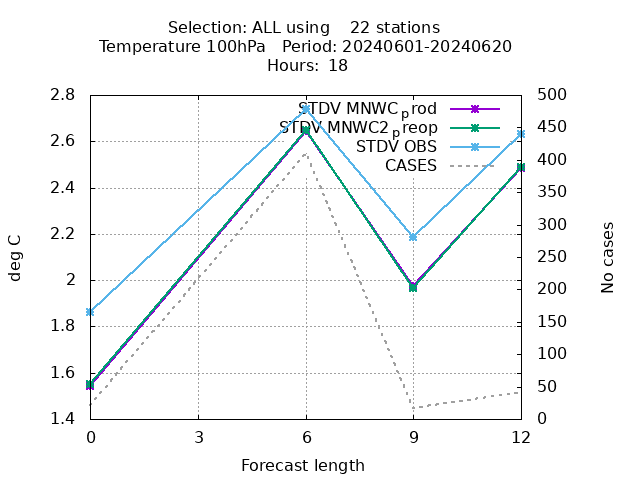 Selection: ALL using    22 stations
Temperature 100hPa   Period: 20240601-20240620
Hours:  18
STDV MNWC_prod
STDV MNWC2_preop
STDV OBS
CASES
2.8
2.6
2.4
2.2
2
1.8
1.6
1.4
deg C
500
450
400
350
300
250
200
150
100
50
0
No cases
0 3 6 9 12
Forecast length